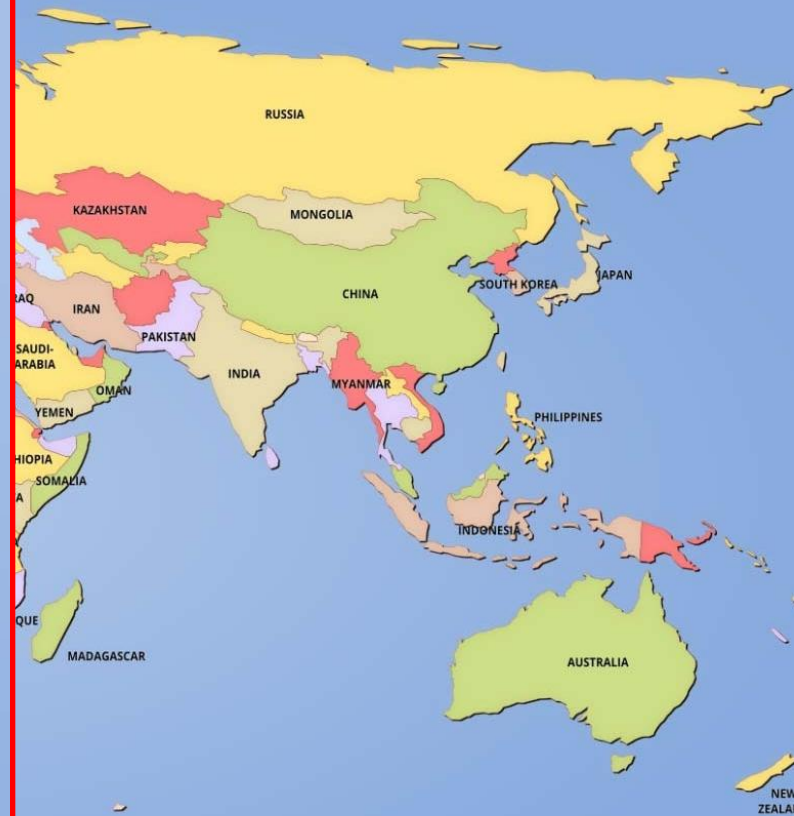 RUSSIA
KAZAKHSTAN
MONGOLIA
SOUTH KOREA
JAPAN
CHINA
RAQ
IRAN
PAKISTAN
SAUDI-
ARABIA
INDIA
MYANMAR
OMAN
YEMEN
PHILIPPINES
HIOPIA
SOMALIA
A
INDONESIA
QUE
MADAGASCAR
AUSTRALIA
NEW
ZEALA